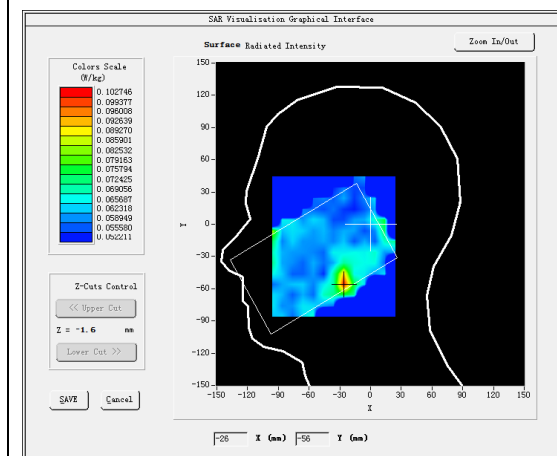 SAR Visualisation Graphical Interface
Surface Radiated Intensity
Zoom In/Out
Colors Scale
(W/kg)
0.102746
0.099377
0.096008
0.092639
0.089270
0.085901
0.082532
0.079163
0.075794
0.072425
0.069056
0.065687
0.062318
0.058949
0.055580
0.052211
Z-Cuts Control
<< Upper Cut
Z = -1.6 mm
Lower Cut >>
SAVE Cancel
150
120
90
60
30
0
-30
-60
-90
-120
-150
Y
-150 -120 -90 -60 -30 0 30 60 90 120 150
X
-26 X (mm) -56 Y (mm)